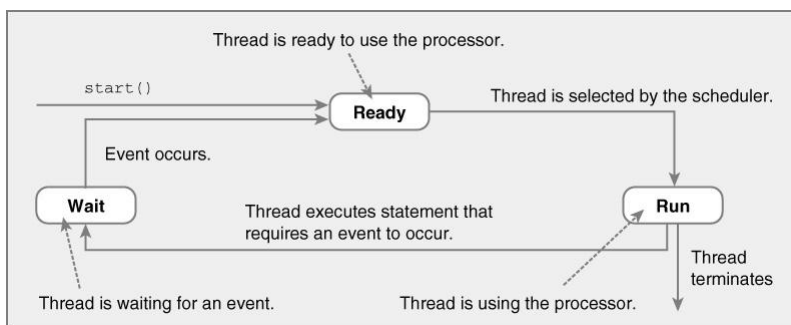 Thread is ready to use the processor.
start()
Ready
Thread is selected by the scheduler.
Event occurs.
Wait
Thread executes statement that
requires an event to occur.
Run
Thread
terminates
Thread is waiting for an event.
Thread is using the processor.